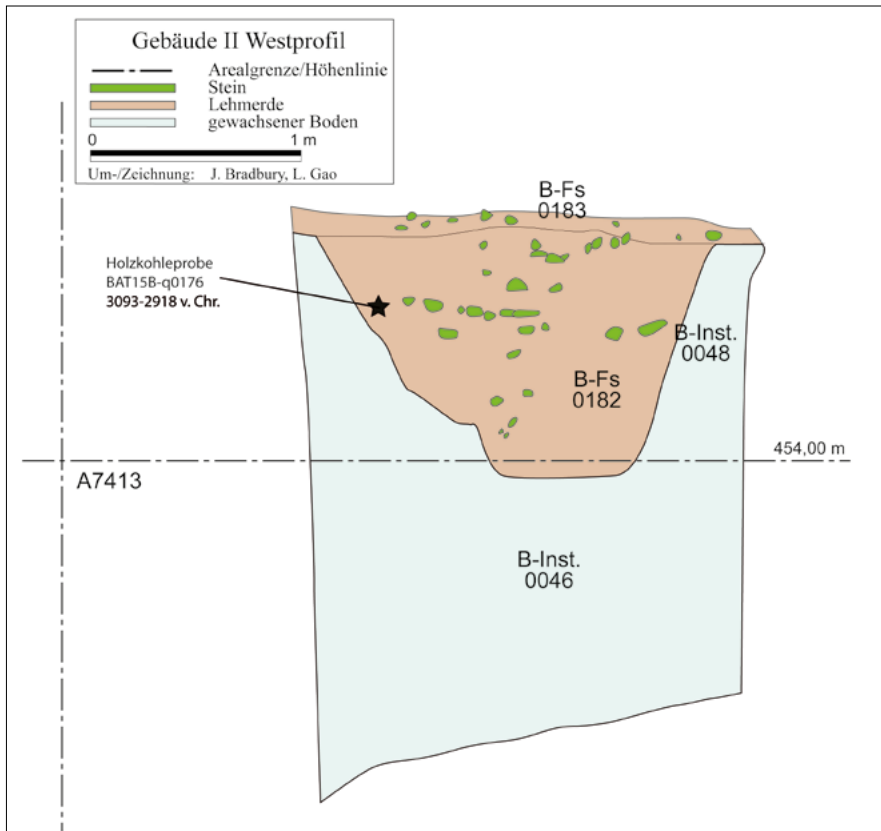 Gebäude II Westprofil
Arealgrenze/Höhenlinie
Stein
Lehmerde
gewachsener Boden
0 1 m
Um-/Zeichnung: J. Bradbury, L. Gao
B-Fs
0183
Holzkohleprobe
BAT15B-q0176
3093-2918 v. Chr.
B-Inst.
0048
B-Fs
0182
454,00 m
A7413
B-Inst.
0046